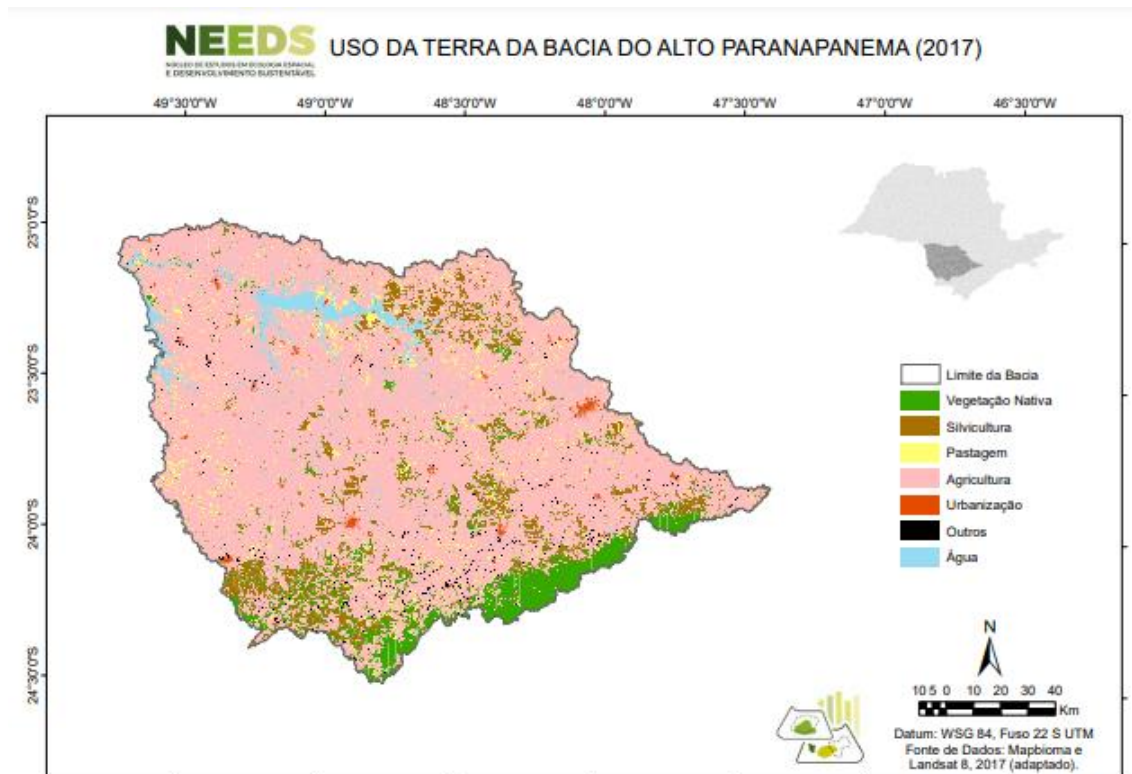 NEEDS
NÚCLEO DE ESTUDOS EM ECOLOGIA ESPACIAL
E DESENVOLVIMENTO SUSTENTÁVEL
USO DA TERRA DA BACIA DO ALTO PARANAPANEMA (2017)
49°30'0"W 49°0'0"W 48°30'0"W 48°0'0"W 47°30'0"W 47°0'0"W 46°30'0"W
23°0'0"S
23°30'0"S
24°0'0"S
24°30'0"S
Limite da Bacia
Vegetação Nativa
Silvicultura
Pastagem
Agricultura
Urbanização
Outros
Água
N
10 5 0 10 20 30 40
Km
Datum: WSG 84, Fuso 22 S UTM
Fonte de Dados: Mapbioma e
Landsat 8, 2017 (adaptado).